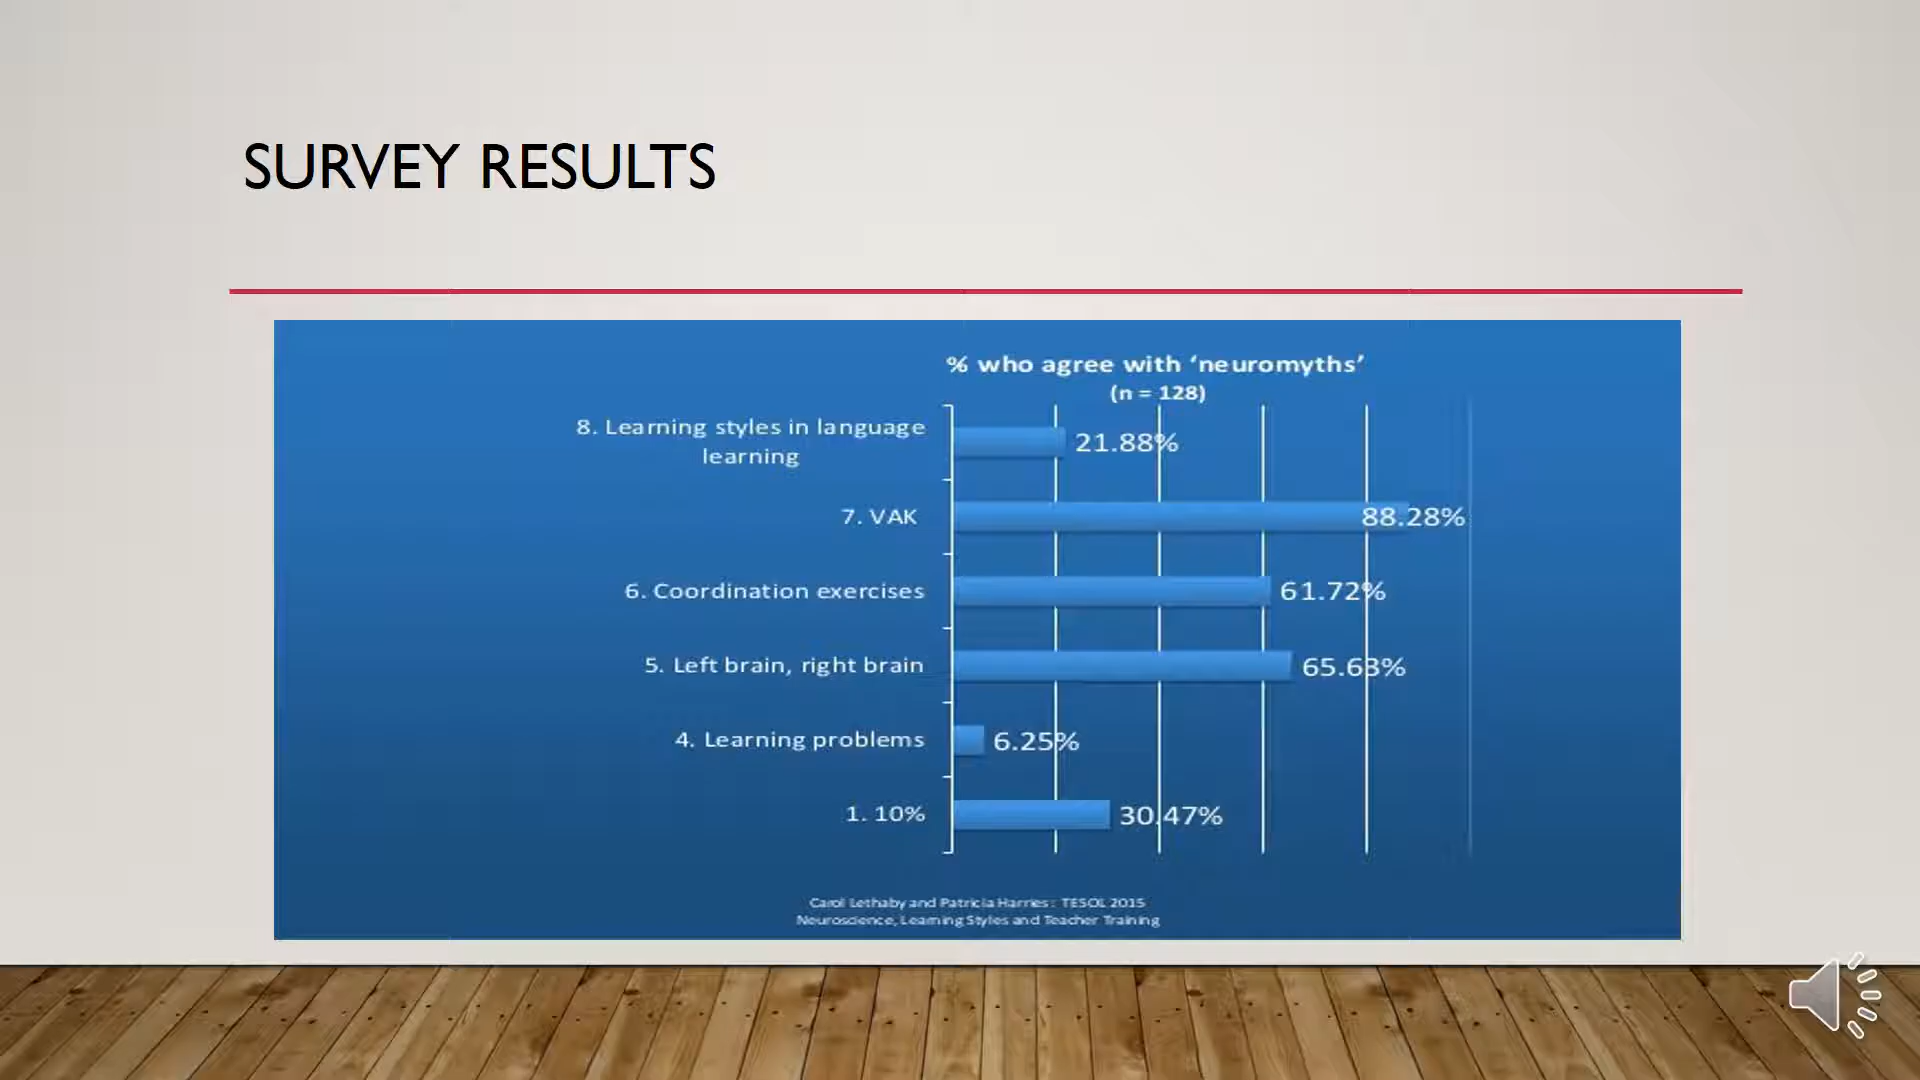 SURVEY RESULTS
% who agree with ‘neuromyths’
(n = 128)
8. Learning styles in language
learning
21.88%
7. VAK
88.28%
6. Coordination exercises
61.72%
5. Left brain, right brain
65.63%
4. Learning problems
6.25%
1. 10%
30.47%
Carol Lethaby and Patricia Harries : TESOL 2015
Neuroscience, Learning Styles and Teacher Training